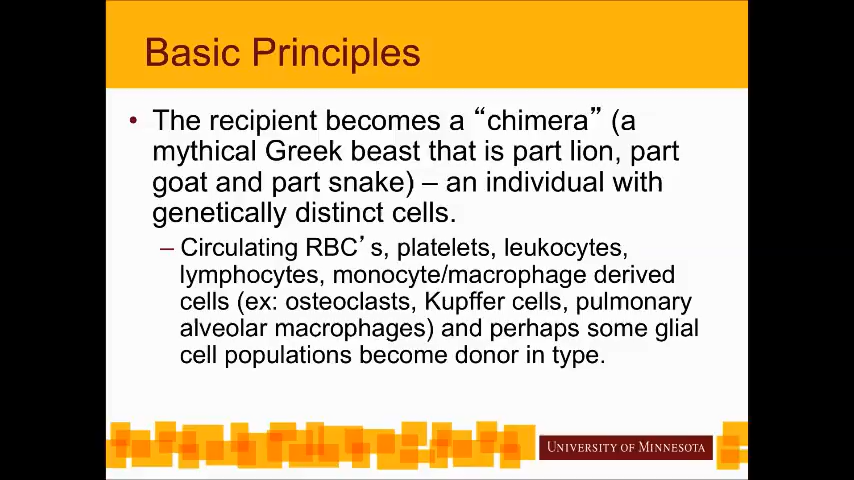 Basic Principles
• The recipient becomes a “chimera” (a
mythical Greek beast that is part lion, part
goat and part snake) – an individual with
genetically distinct cells.
– Circulating RBC’s, platelets, leukocytes,
lymphocytes, monocyte/macrophage derived
cells (ex: osteoclasts, Kupffer cells, pulmonary
alveolar macrophages) and perhaps some glial
cell populations become donor in type.
UNIVERSITY OF MINNESOTA